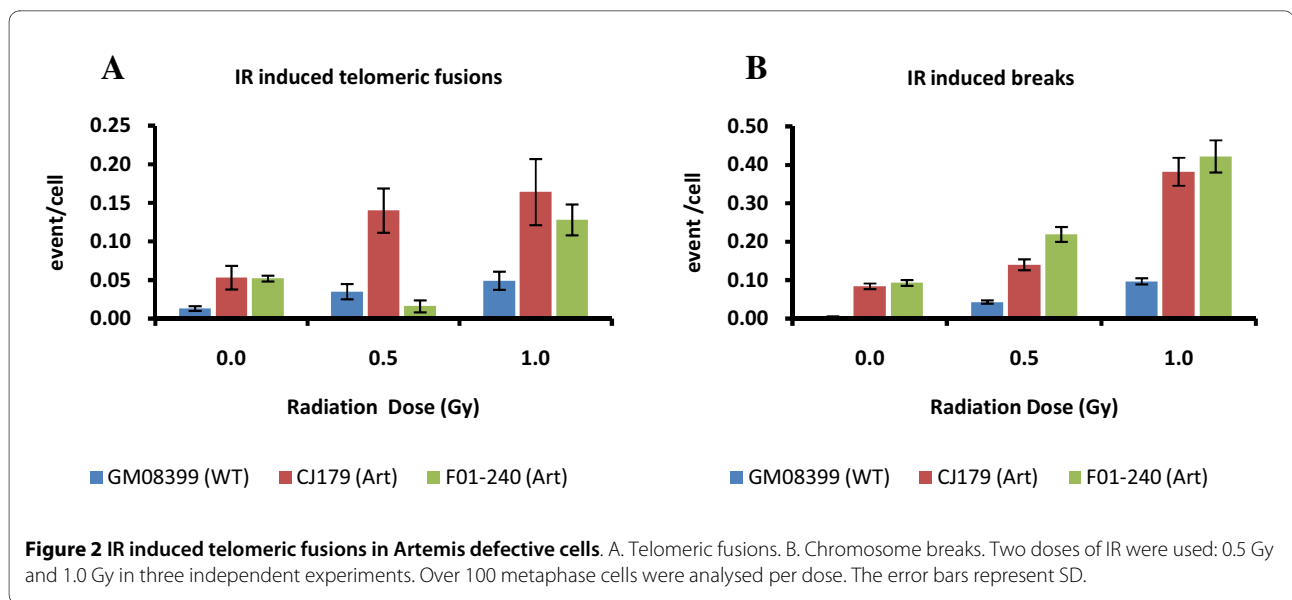 A
IR induced telomeric fusions
0.25
0.20
0.15
0.10
0.05
0.00
event/cell
0.0 0.5 1.0
Radiation Dose (Gy)
GM08399 (WT) CJ179 (Art) F01-240 (Art)
B
IR induced breaks
0.50
0.40
0.30
0.20
0.10
0.00
event /cell
0.0 0.5 1.0
Radiation Dose (Gy)
GM08399 (WT) CJ179 (Art) F01-240 (Art)
Figure 2 IR induced telomeric fusions in Artemis defective cells. A. Telomeric fusions. B. Chromosome breaks. Two doses of IR were used: 0.5 Gy
and 1.0 Gy in three independent experiments. Over 100 metaphase cells were analysed per dose. The error bars represent SD.